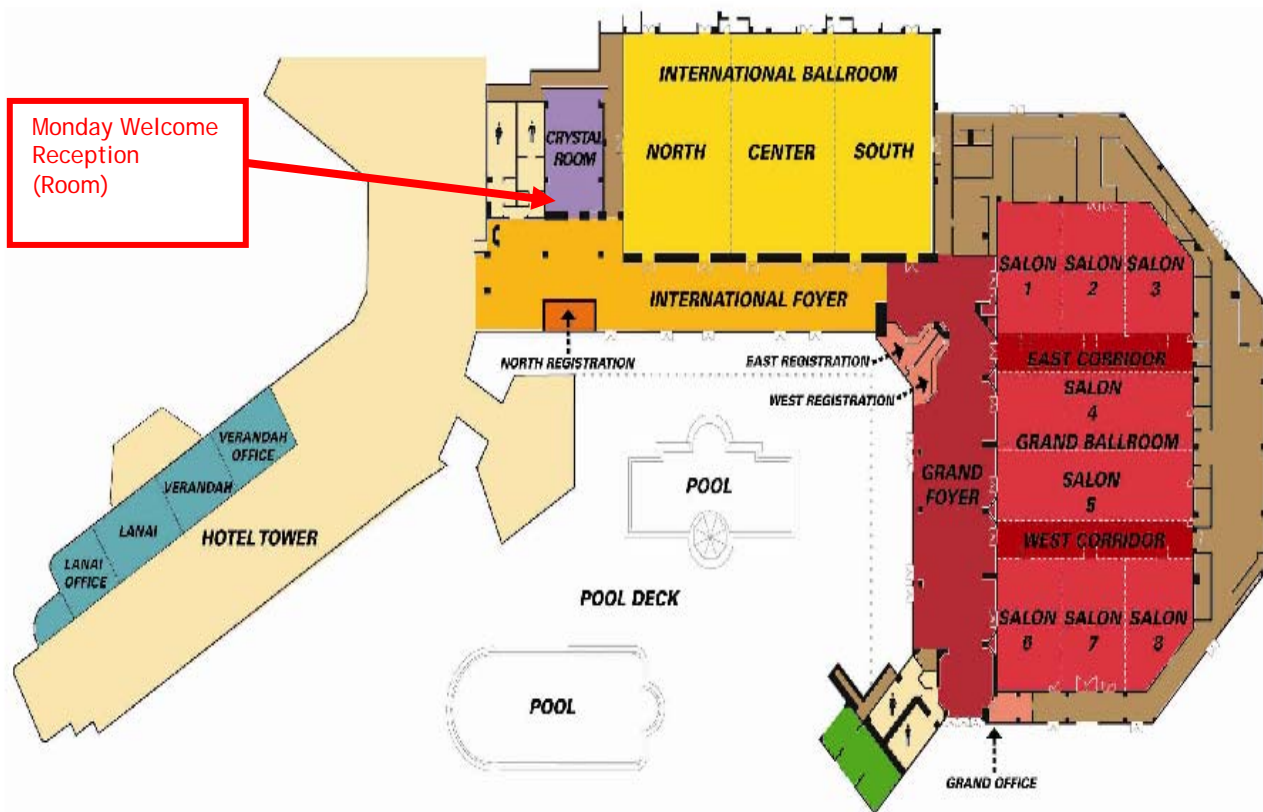 Monday Welcome
Reception
(Room)
CRYSTAL
ROOM
INTERNATIONAL BALLROOM
NORTH
CENTER
SOUTH
INTERNATIONAL FOYER
NORTH REGISTRATION
EAST REGISTRATION
WEST REGISTRATION
SALON
1
SALON
2
SALON
3
EAST CORRIDOR
SALON
4
GRAND BALLROOM
SALON
5
WEST CORRIDOR
SALON
6
SALON
7
SALON
8
GRAND
FOYER
GRAND OFFICE
VERANDAH
OFFICE
VERANDAH
LANAI
LANAI
OFFICE
HOTEL TOWER
POOL
POOL DECK
POOL